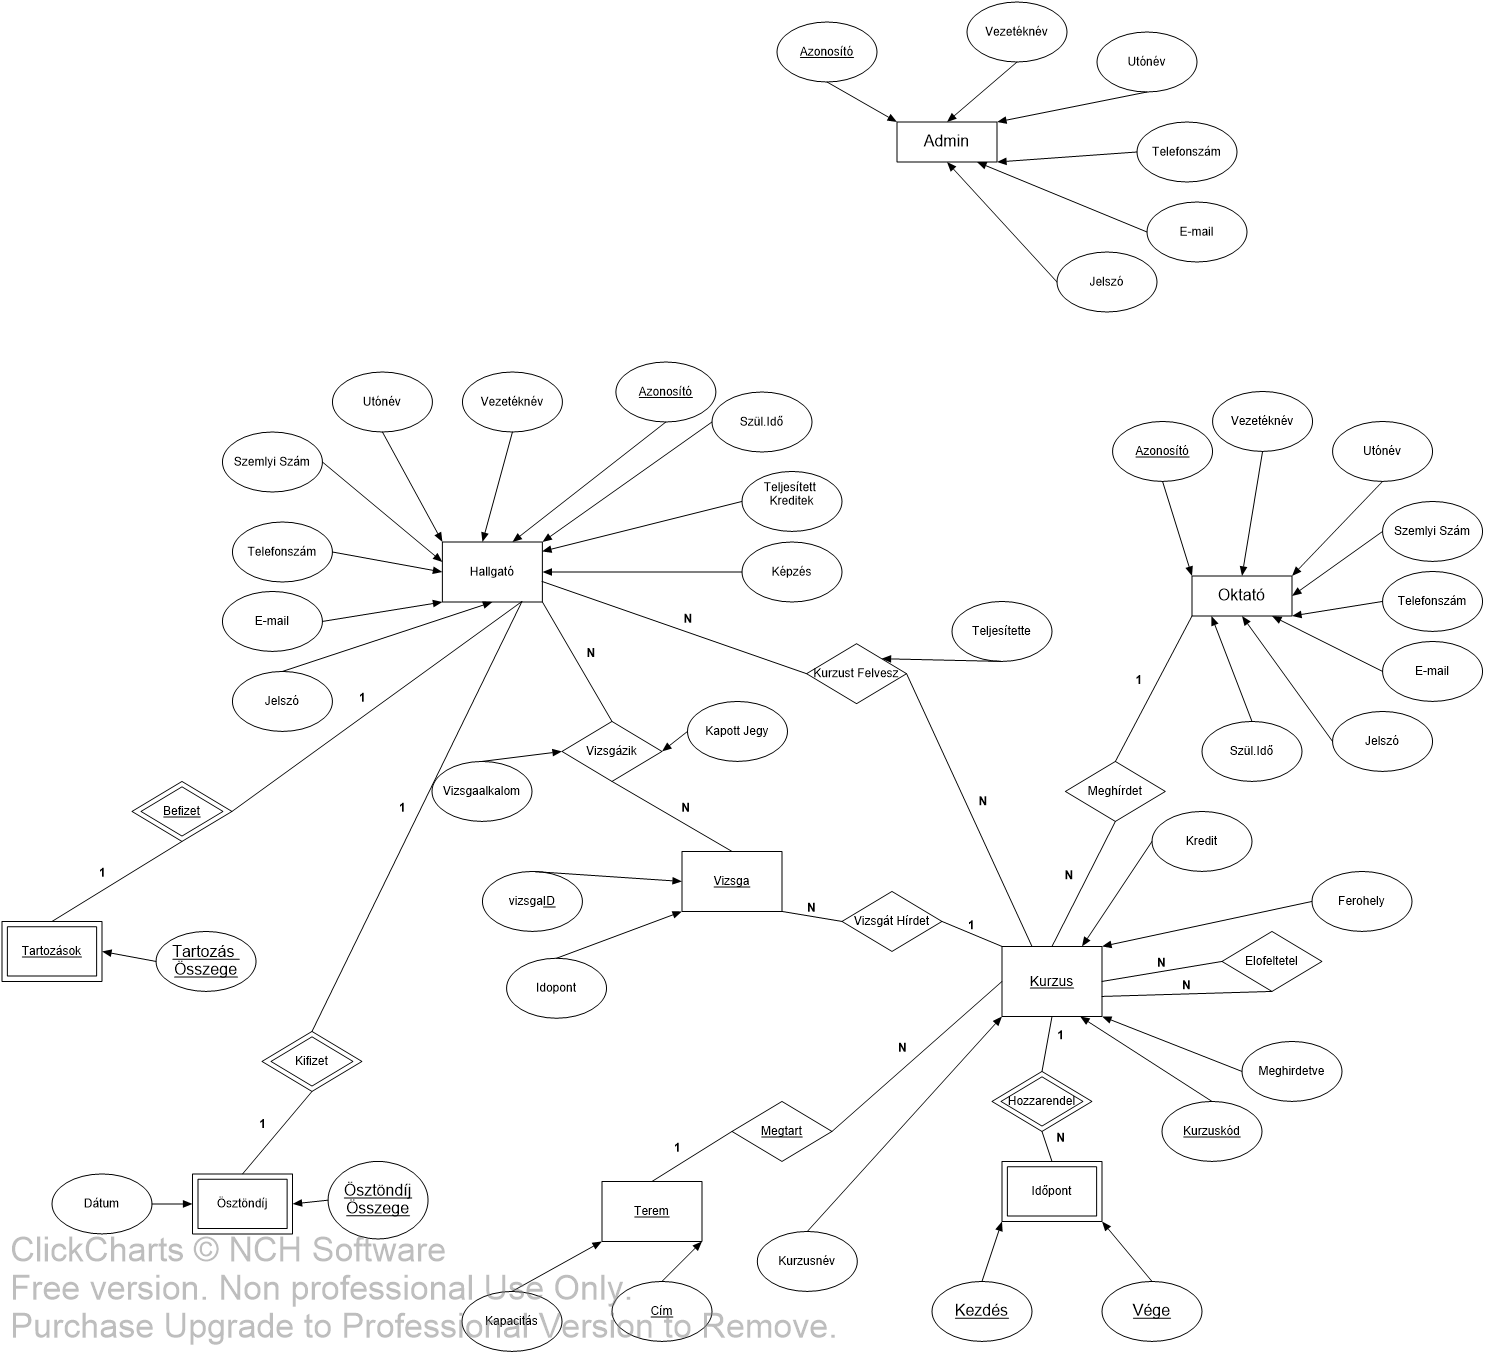 Vezetéknév
Azonosító
Utónév
Admin
Telefonszám
E-mail
Jelszó
Utónév
Vezetéknév
Azonosító
Szül.Idő
Szemlyi Szám
Teljesített
Kreditek
Telefonszám
Hallgató
Képzés
E-mail
Jelszó
Azonosító
Vezetéknév
Utónév
Szemlyi Szám
Oktató
Telefonszám
E-mail
Jelszó
Szül.Idő
N
Teljesítette
Kurzust Felvesz
N
N
1
Vizsgázik
Kapott Jegy
Vizsgaalkalom
1
Meghírdet
N
1
Befizet
1
1
N
Kredit
Vizsga
vizsgaID
N
Vizsgát Hírdet
1
Ferohely
Tartozások
Tartozás
Összege
Idopont
Kurzus
N
Elofeltetel
N
N
1
Kifizet
Meghirdetve
Hozzarendel
Kurzuskód
1
Megtart
1
N
Időpont
Dátum
Ösztöndíj
Ösztöndíj
Összege
Terem
Kurzusnév
Kapacitás
Cím
Kezdés
Vége
ClickCharts © NCH Software
Free version. Non professional Use Only.
Purchase Upgrade to Professional Version to Remove.